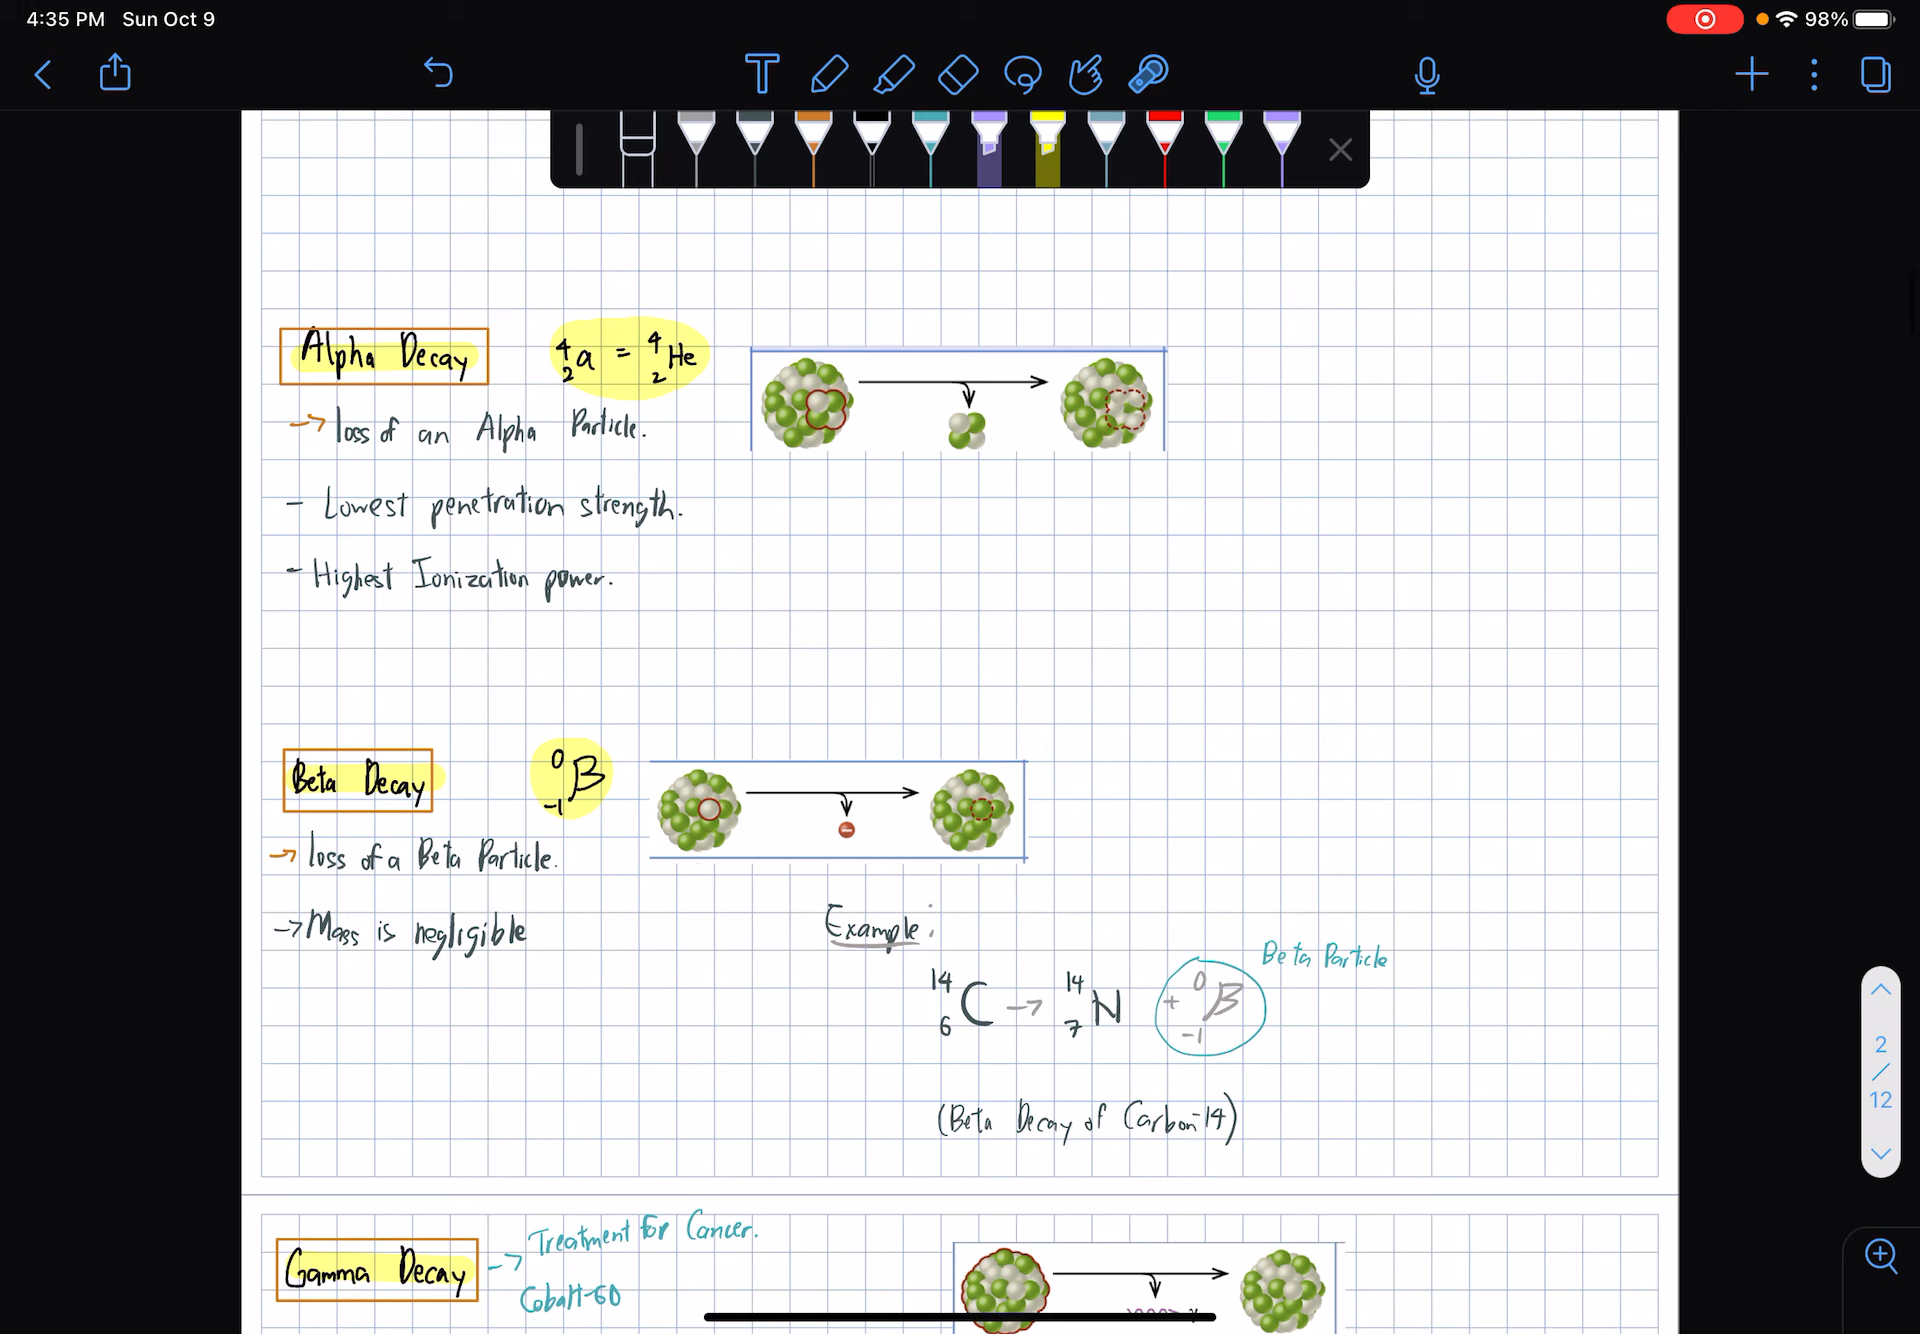 4:35 PM Sun Oct 9
98%
Alpha Decay
4 2 a = 4 2 He
→ loss of an Alpha Particle.
- Lowest penetration strength.
- Highest Ionization power.
Beta Decay
0 -1 β
→ loss of a Beta Particle.
→ Mass is negligible
Example:
Beta Particle
14 6 C → 14 7 N + 0 -1 β
(Beta Decay of Carbon-14)
2
/
12
Gamma Decay → Treatment for Cancer.
Cobalt-60